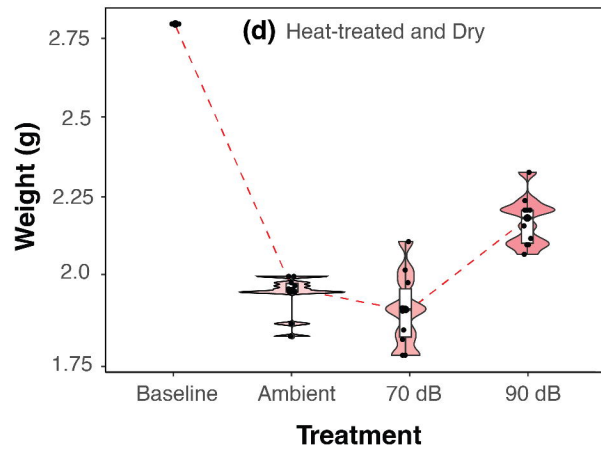 (d) Heat-treated and Dry
2.75
2.5
2.25
2.0
1.75
Weight (g)
Baseline Ambient 70 dB 90 dB
Treatment